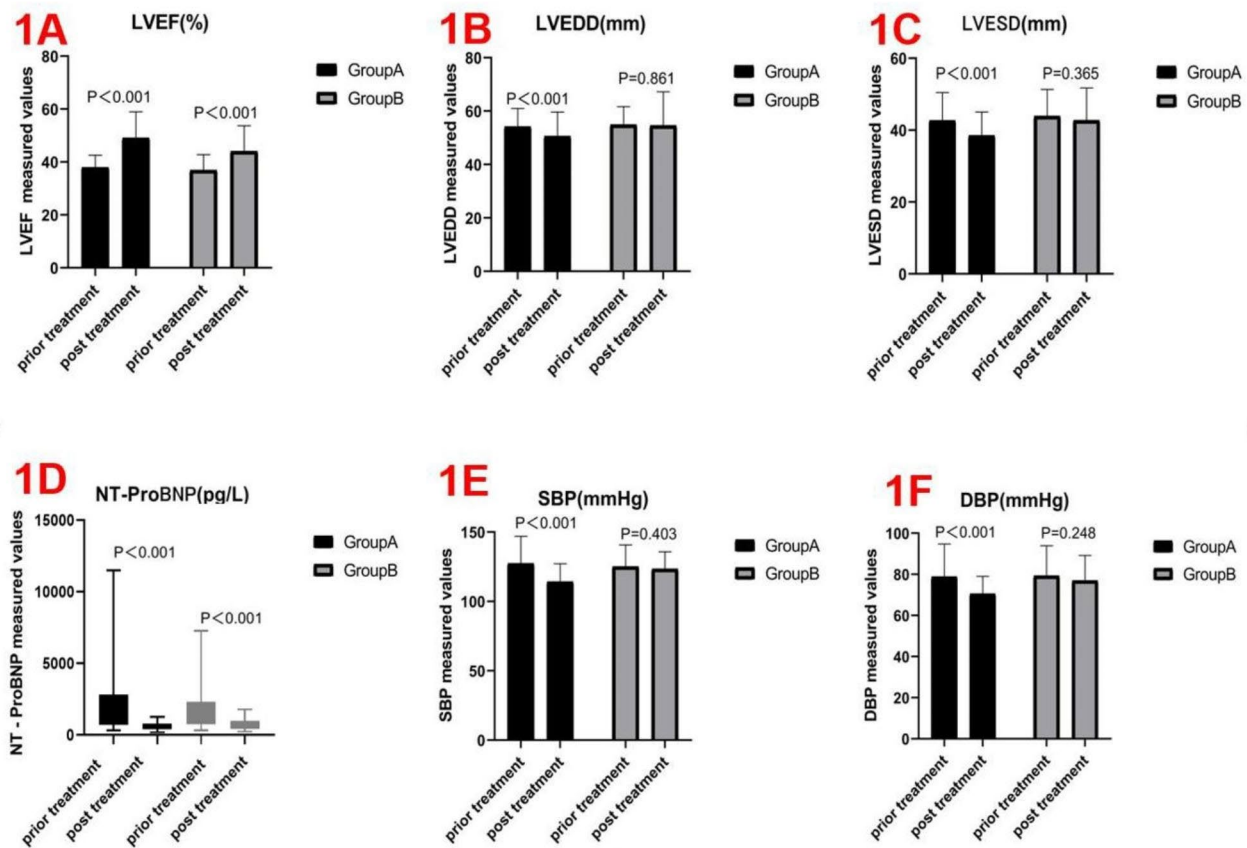 1A
LVEF(%)
LVEF measured values
80
60
40
20
0
P＜0.001
P＜0.001
prior treatment
post treatment
prior treatment
post treatment
GroupA
GroupB
1B
LVEDD(mm)
LVEDD measured values
80
60
40
20
0
P＜0.001
P=0.861
prior treatment
post treatment
prior treatment
post treatment
GroupA
GroupB
1C
LVESD(mm)
LVESD measured values
60
40
20
0
P＜0.001
P=0.365
prior treatment
post treatment
prior treatment
post treatment
GroupA
GroupB
1D
NT-ProBNP(pg/L)
NT - ProBNP measured values
15000
10000
5000
0
P＜0.001
P＜0.001
prior treatment
post treatment
prior treatment
post treatment
GroupA
GroupB
1E
SBP(mmHg)
SBP measured values
150
100
50
0
P＜0.001
P=0.403
prior treatment
post treatment
prior treatment
post treatment
GroupA
GroupB
1F
DBP(mmHg)
DBP measured values
100
80
60
40
20
0
P＜0.001
P=0.248
prior treatment
post treatment
prior treatment
post treatment
GroupA
GroupB